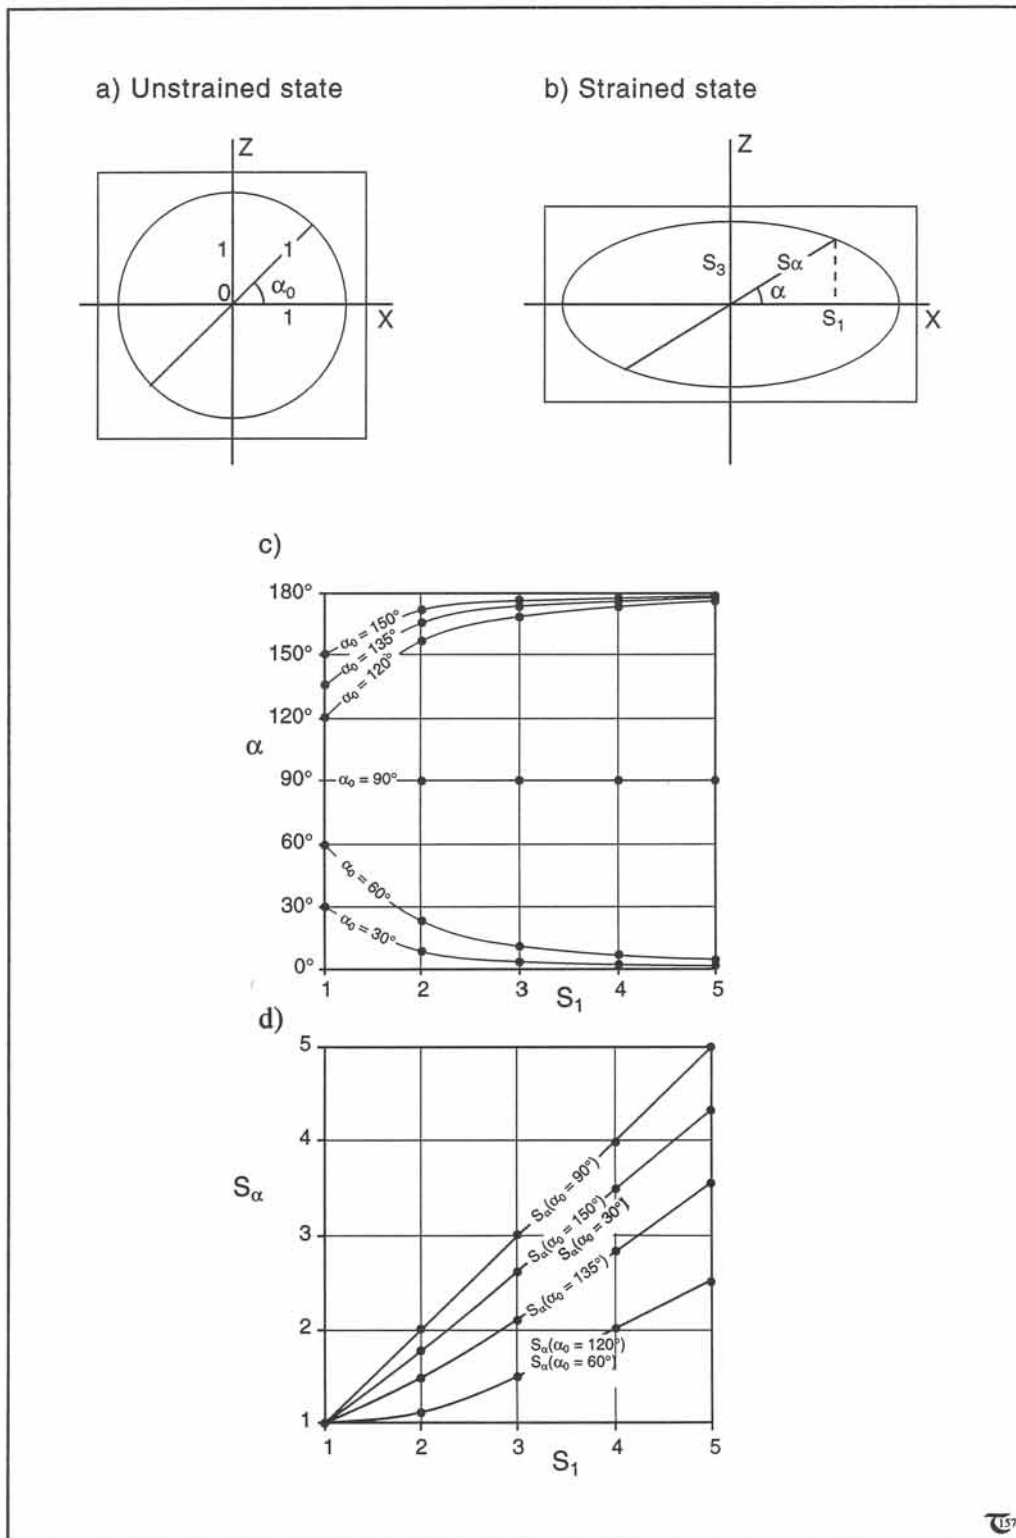 a) Unstrained state
b) Strained state
Z
1
1
0
α₀
1
X
Z
S₃
Sα
α
S₁
X
c)
180°
150°
120°
90°
60°
30°
0°
α
α₀ = 150°
α₀ = 135°
α₀ = 120°
α₀ = 90°
α₀ = 60°
α₀ = 30°
1
2
3
4
5
S₁
d)
5
4
3
2
1
Sα
Sα(α₀ = 90°)
Sα(α₀ = 150°)
Sα(α₀ = 30°)
Sα(α₀ = 135°)
Sα(α₀ = 120°)
Sα(α₀ = 60°)
1
2
3
4
5
S₁
157